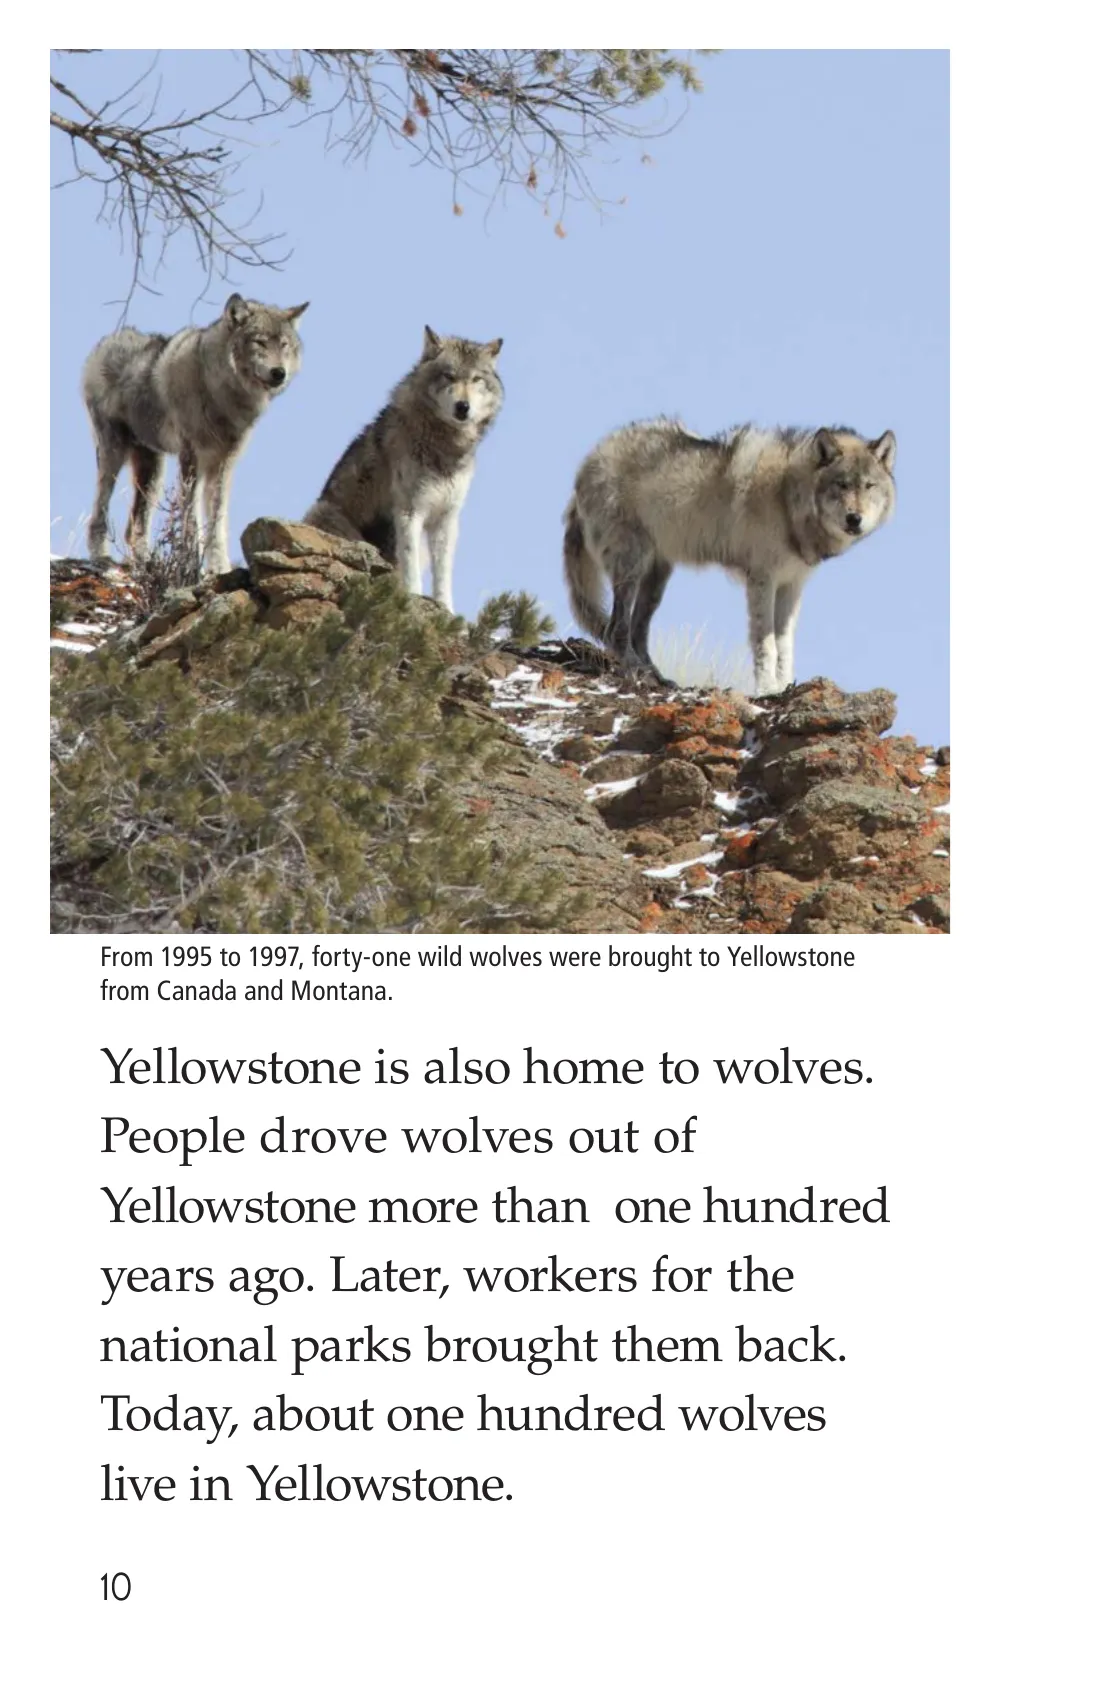 From 1995 to 1997, forty-one wild wolves were brought to Yellowstone
from Canada and Montana.
Yellowstone is also home to wolves.
People drove wolves out of
Yellowstone more than one hundred
years ago. Later, workers for the
national parks brought them back.
Today, about one hundred wolves
live in Yellowstone.
10